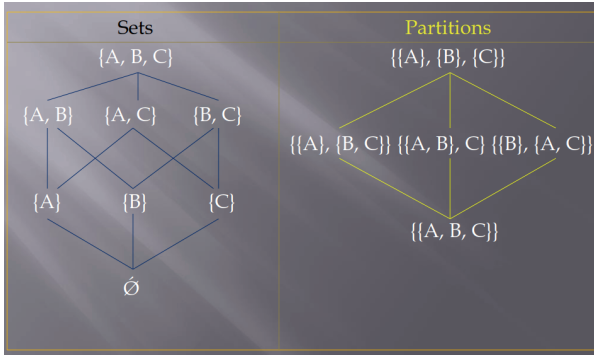 Sets
Partitions
{A, B, C}
{{A}, {B}, {C}}
{A, B} {A, C} {B, C}
{{A}, {B, C}} {{A, B}, C} {{B}, {A, C}}
{A} {B} {C}
{{A, B, C}}
Ǿ